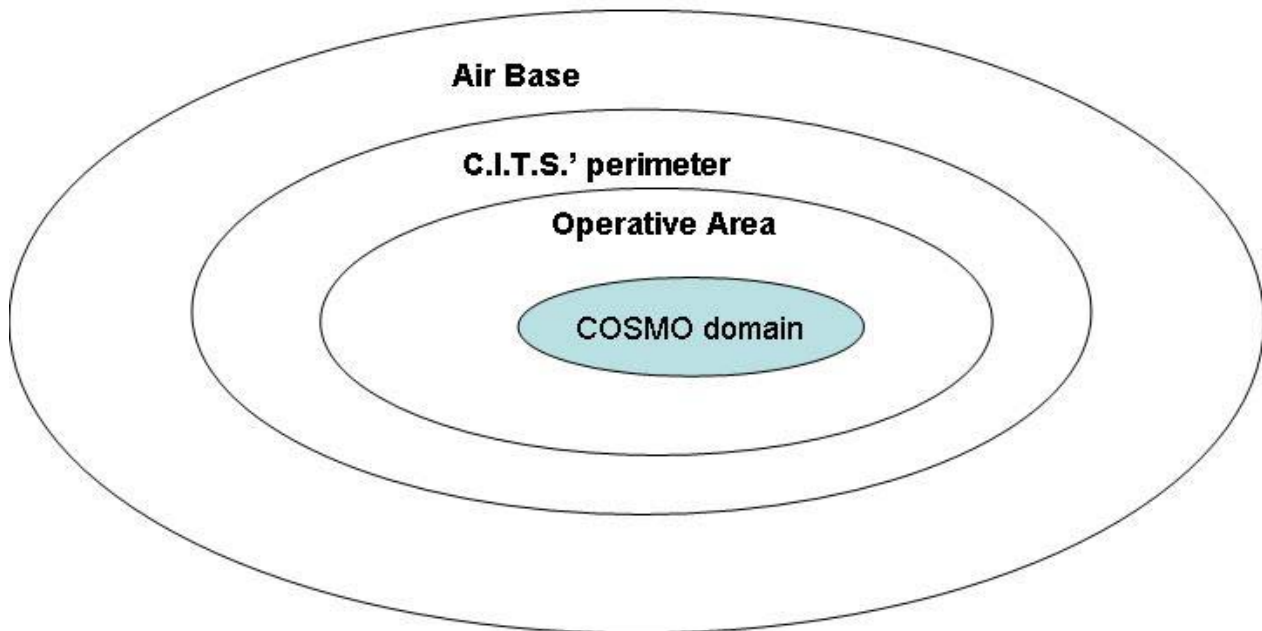 Air Base
C.I.T.S.’ perimeter
Operative Area
COSMO domain